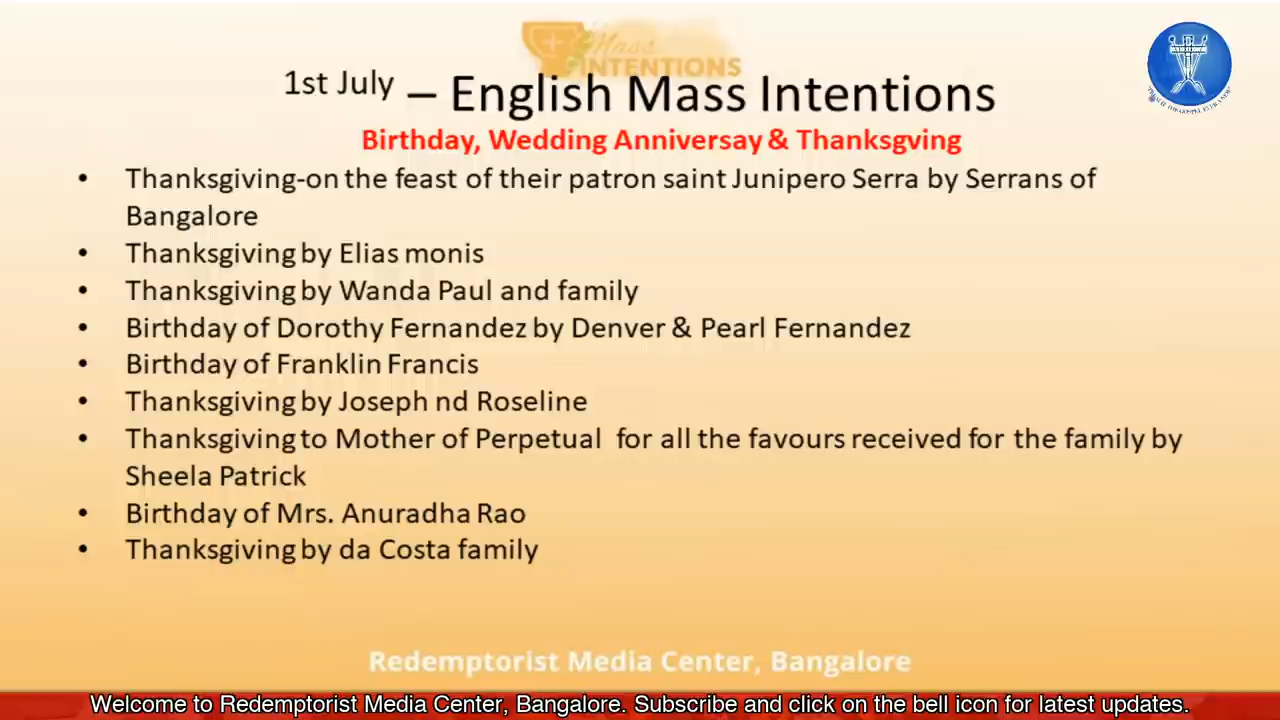 Mass
INTENTIONS
1st July – English Mass Intentions
Birthday, Wedding Anniversay & Thanksgving
• Thanksgiving-on the feast of their patron saint Junipero Serra by Serrans of
Bangalore
• Thanksgiving by Elias monis
• Thanksgiving by Wanda Paul and family
• Birthday of Dorothy Fernandez by Denver & Pearl Fernandez
• Birthday of Franklin Francis
• Thanksgiving by Joseph nd Roseline
• Thanksgiving to Mother of Perpetual  for all the favours received for the family by
Sheela Patrick
• Birthday of Mrs. Anuradha Rao
• Thanksgiving by da Costa family
Redemptorist Media Center, Bangalore
Welcome to Redemptorist Media Center, Bangalore. Subscribe and click on the bell icon for latest updates.